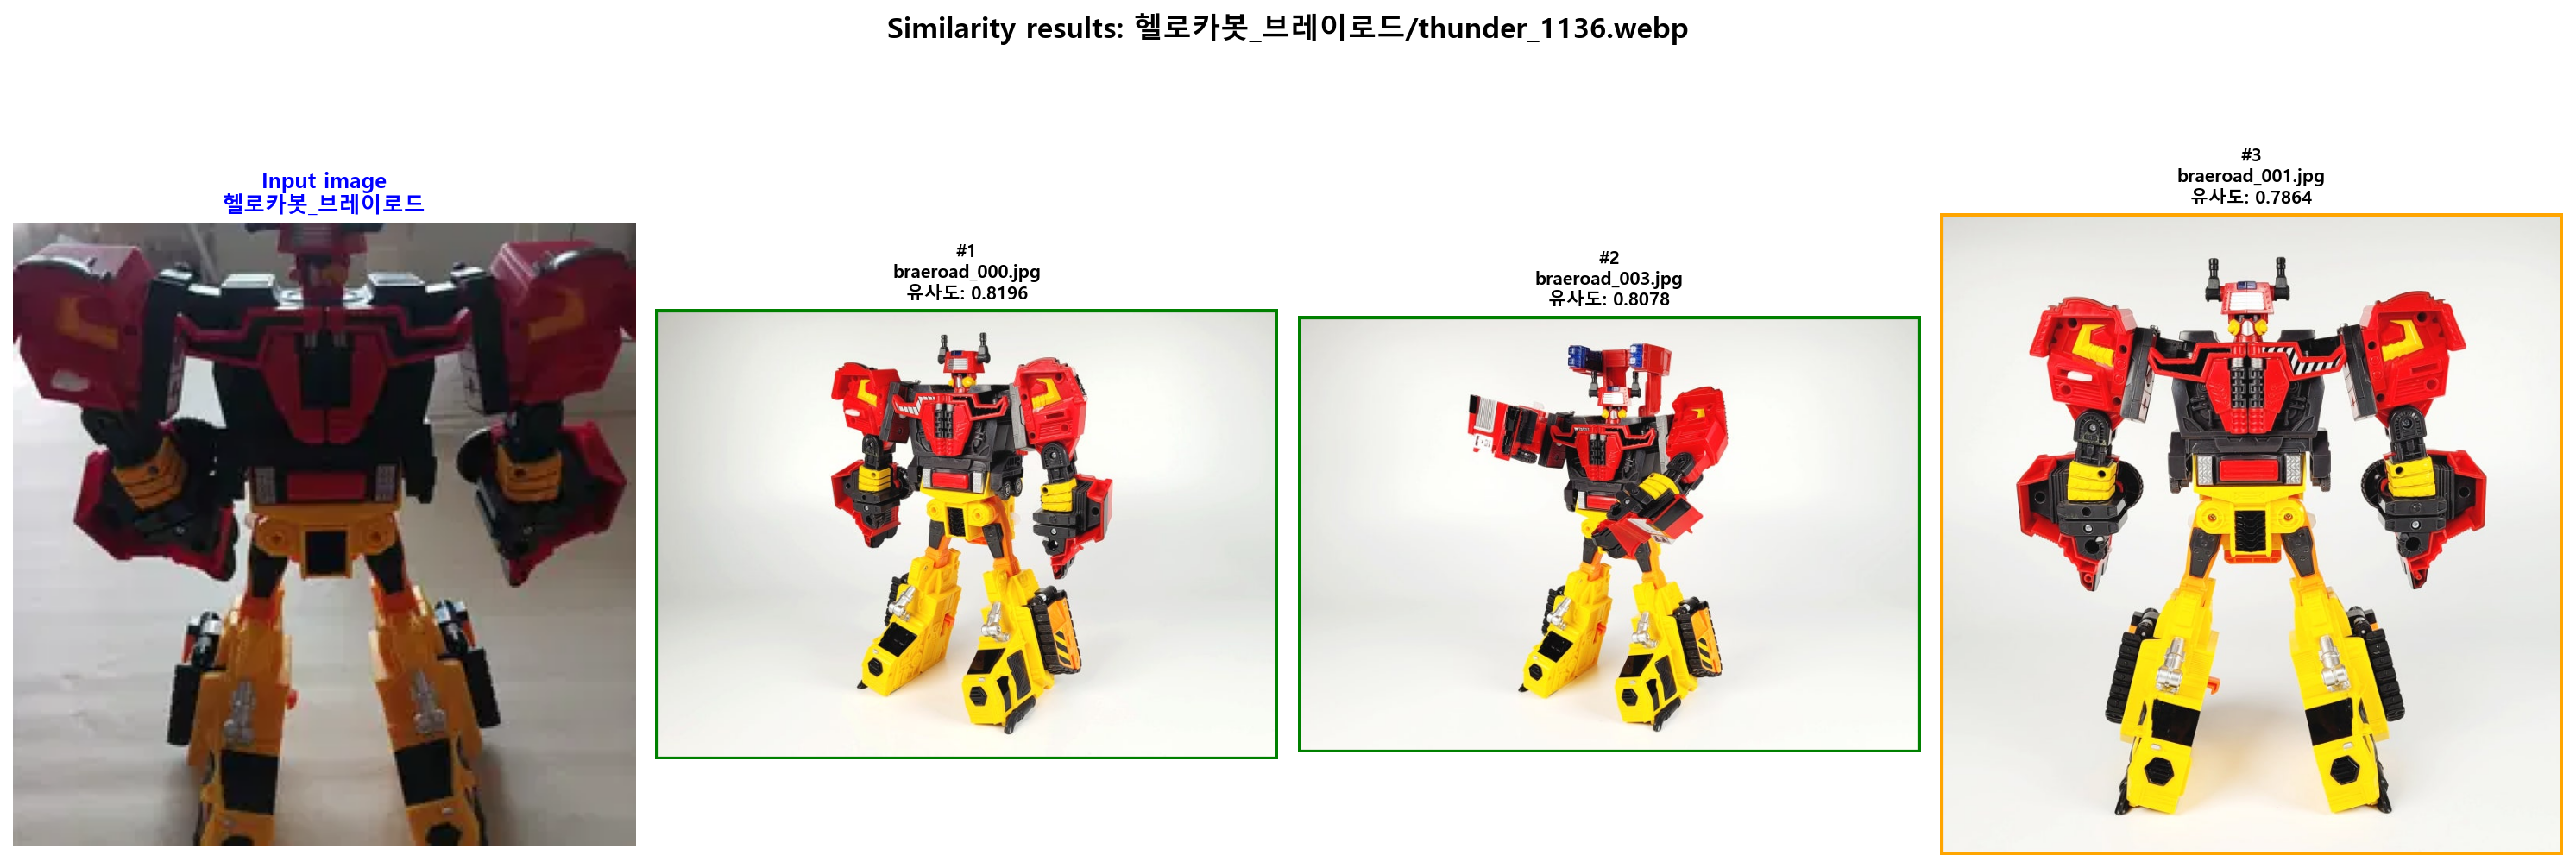 Similarity results: 헬로카봇_브레이로드/thunder_1136.webp
Input image
헬로카봇_브레이로드
#1
braeroad_000.jpg
유사도: 0.8196
#2
braeroad_003.jpg
유사도: 0.8078
#3
braeroad_001.jpg
유사도: 0.7864